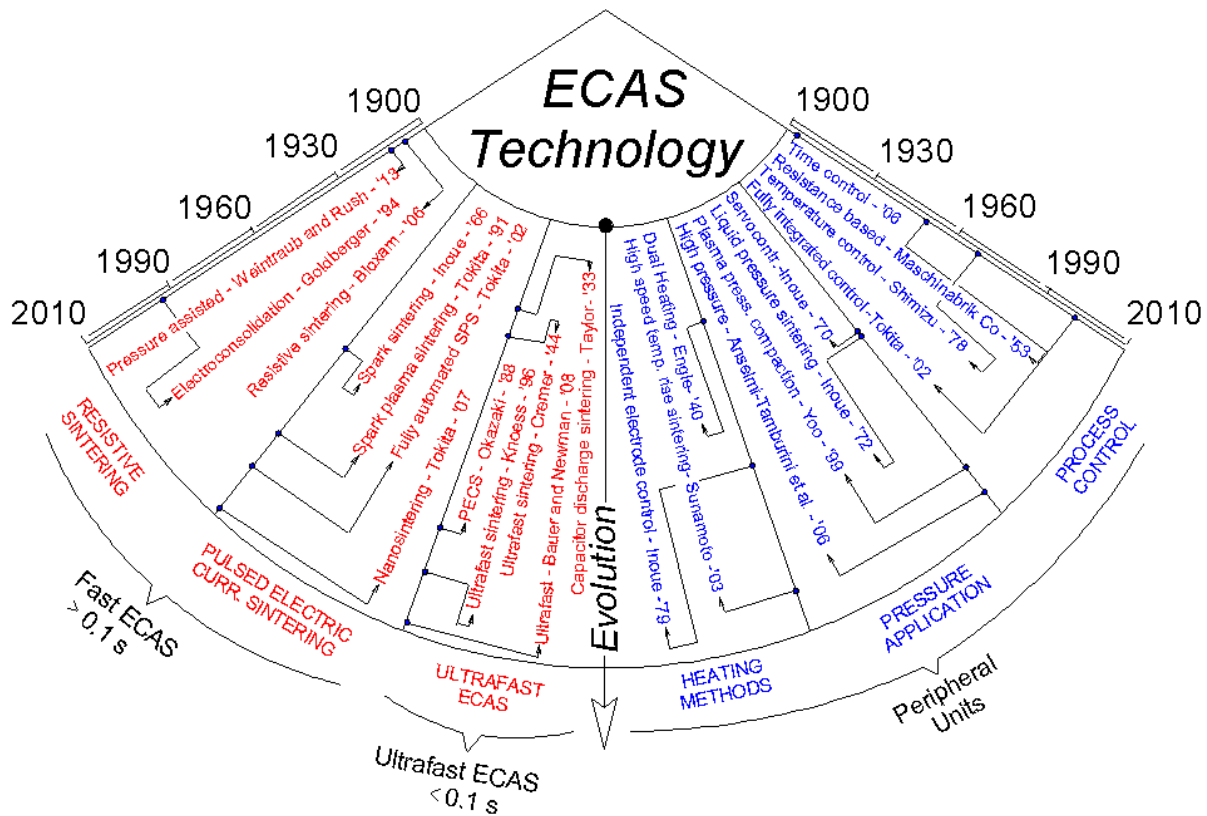 ECAS
Technology
1900
1930
1960
1990
2010
1900
1930
1960
1990
2010
Pressure assisted - Weintraub and Rush - '13
Electroconsolidation - Goldberger - '94
Resistive sintering - Bloxam - '06
Spark sintering - Inoue - '66
Spark plasma sintering - Tokita - '91
Fully automated SPS - Tokita - '02
Nanosintering - Tokita - '07
PECS - Okazaki - '88
Ultrafast sintering - Knoess - '96
Ultrafast sintering - Cremer - '44
Ultrafast - Bauer and Newman - '08
Capacitor discharge sintering - Taylor - '33
Evolution
Independent electrode control - Inoue -'79
High speed temp. rise sintering- Sunamoto -'03
Dual Heating - Engle- '40
High pressure - Anselmi-Tamburini et al. - '06
Plasma press. compaction - Yoo - '99
Liquid pressure sintering - Inoue - '72
Servocontr.-Inoue - '70
Fully integrated control-Tokita - '02
Temperature control - Shimizu - '78
Resistance based - Maschinabrik Co - '53
Time control - '06
RESISTIVE
SINTERING
PULSED ELECTRIC
CURR. SINTERING
ULTRAFAST
ECAS
HEATING
METHODS
PRESSURE
APPLICATION
PROCESS
CONTROL
Fast ECAS
> 0.1 s
Ultrafast ECAS
<0.1 s
Peripheral
Units